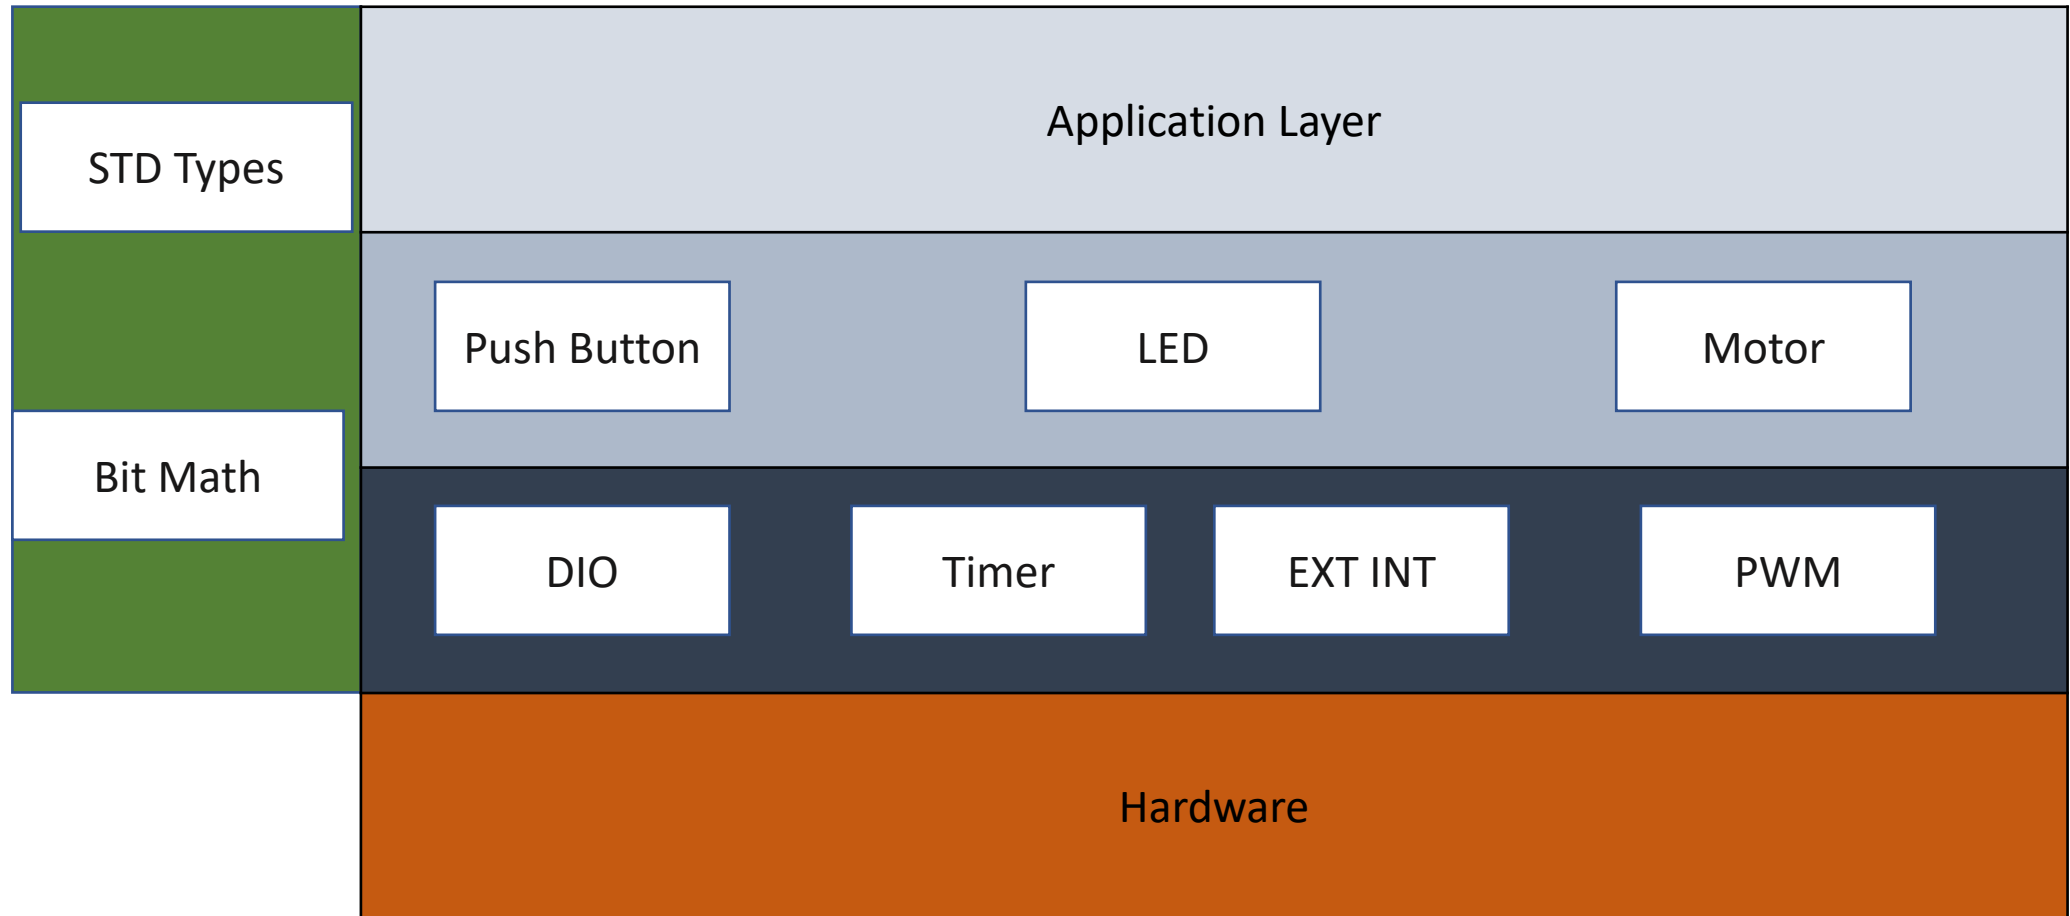 Application Layer
STD Types
Push Button
LED
Motor
Bit Math
DIO
Timer
EXT INT
PWM
Hardware